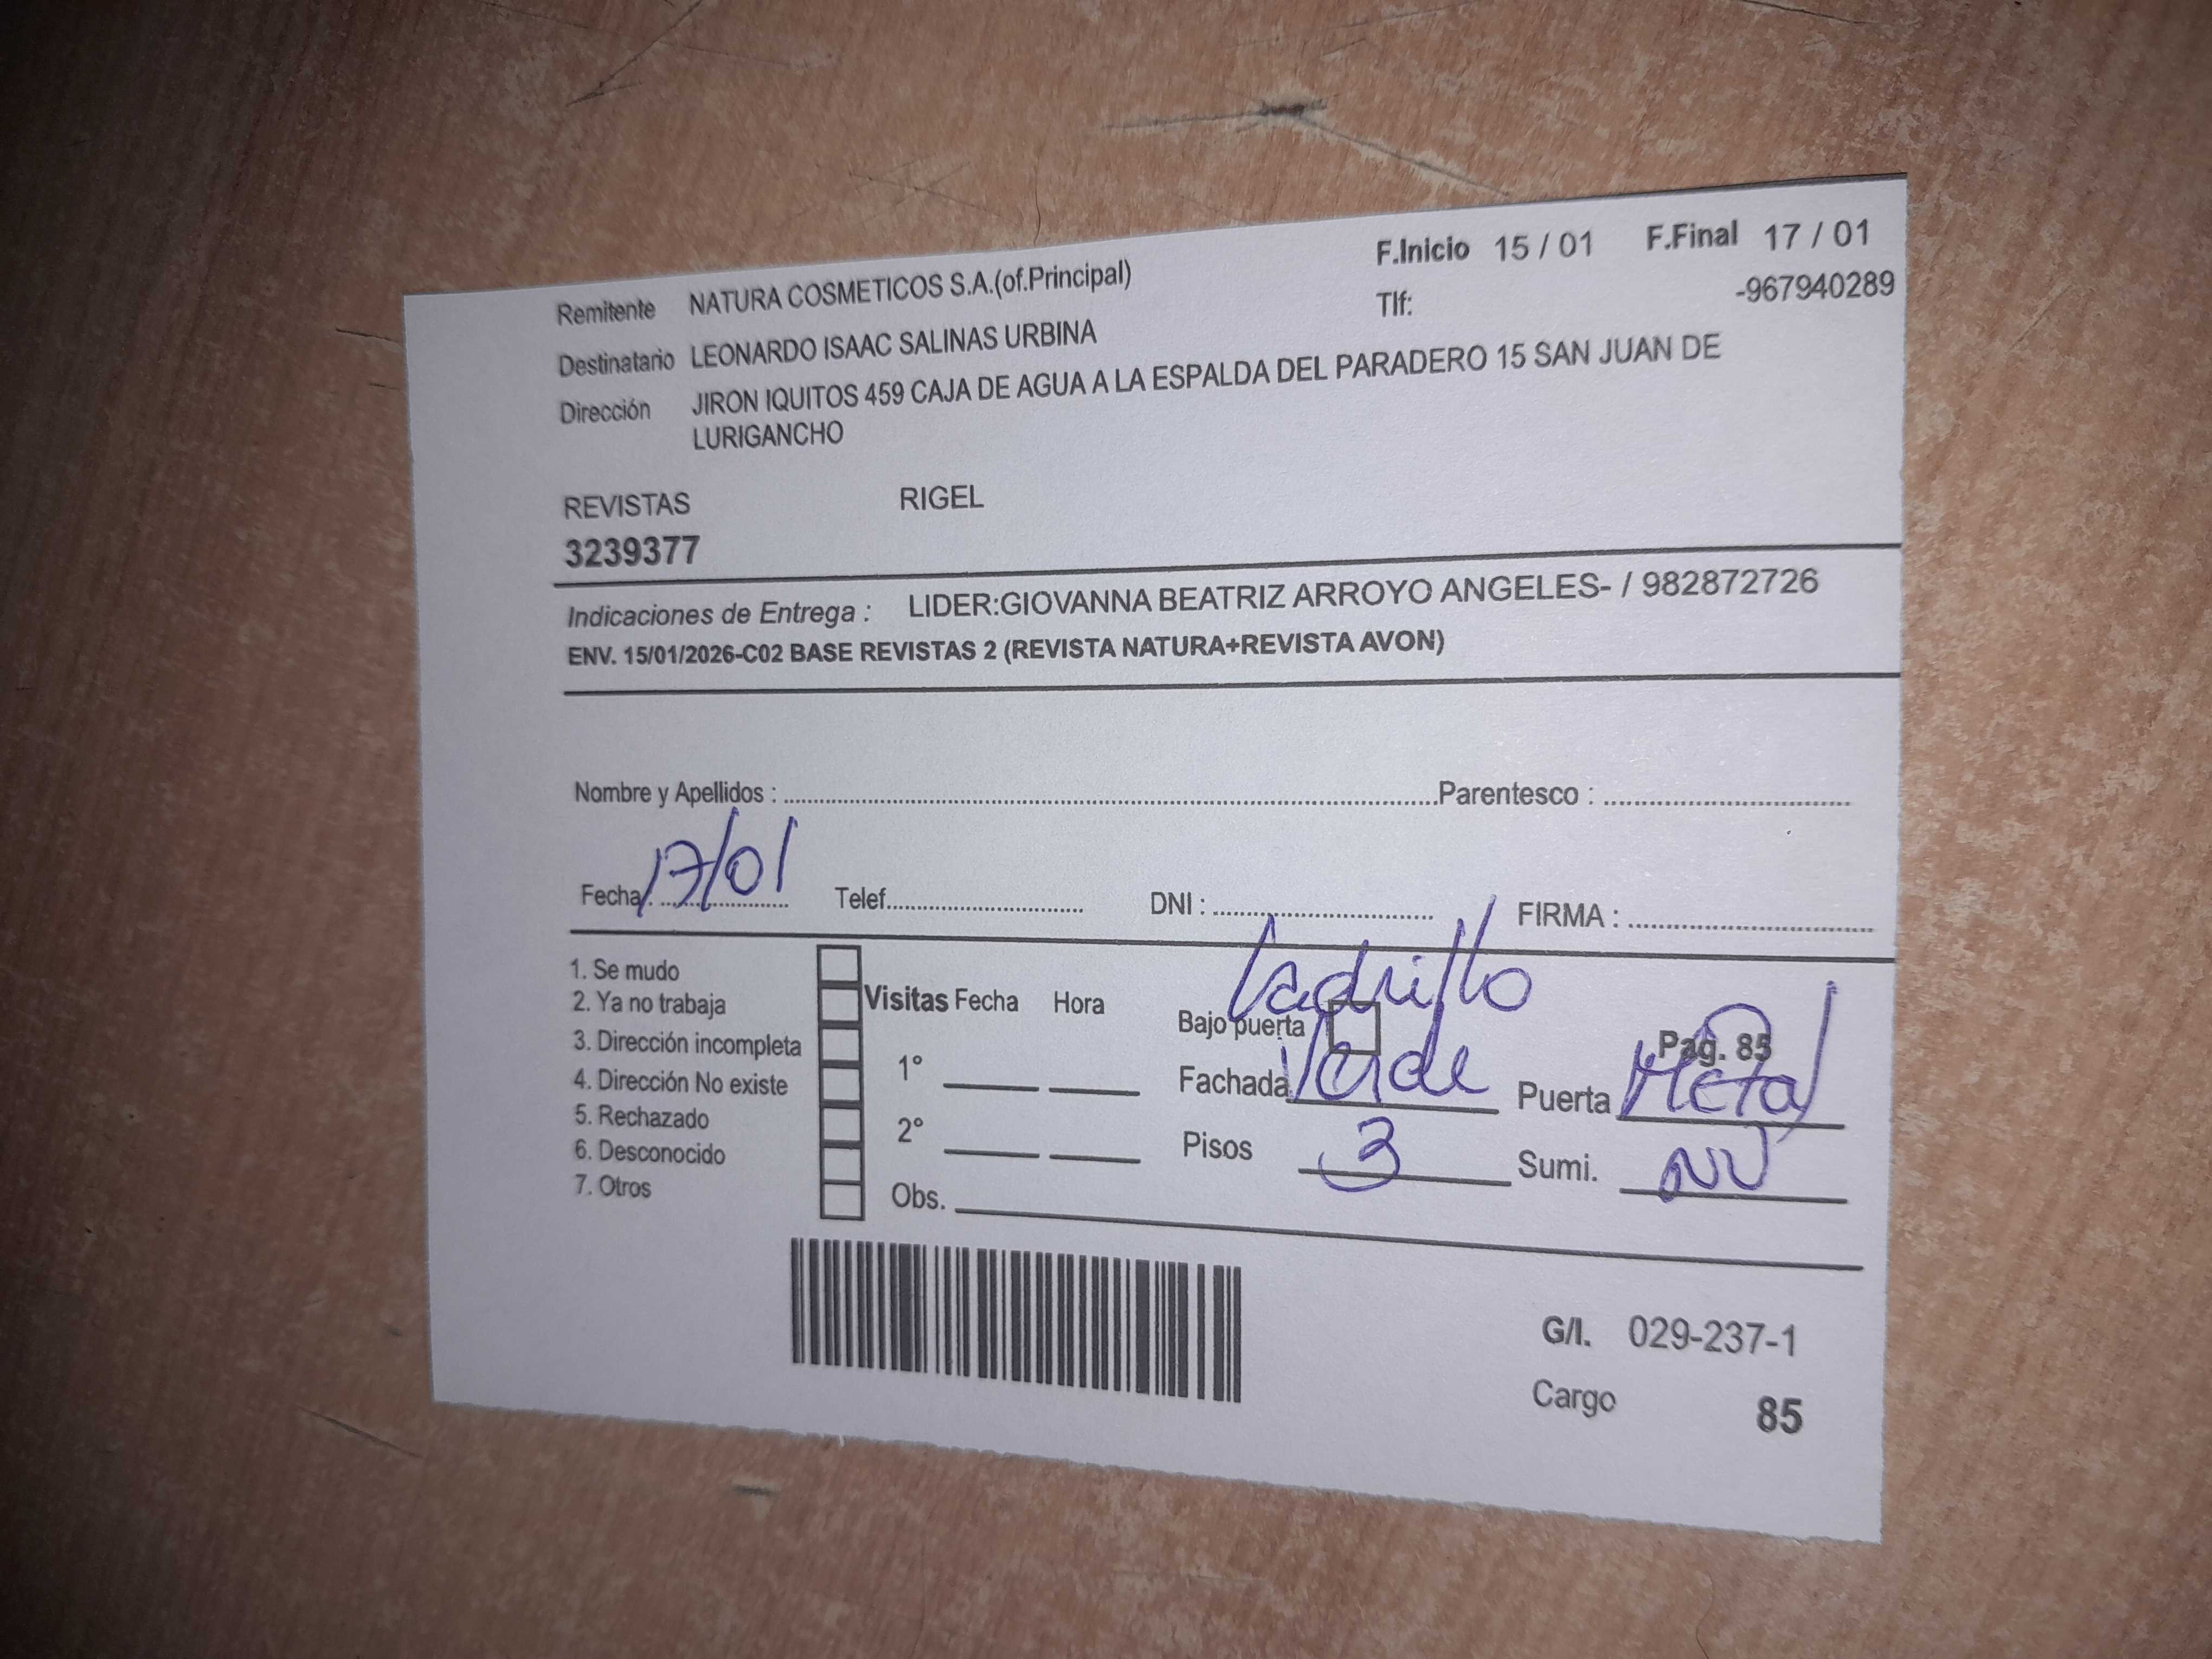 F.Inicio 15 / 01 F.Final 17 / 01
Remitente NATURA COSMETICOS S.A.(of.Principal) Tlf: -967940289
Destinatario LEONARDO ISAAC SALINAS URBINA
Dirección JIRON IQUITOS 459 CAJA DE AGUA A LA ESPALDA DEL PARADERO 15 SAN JUAN DE
LURIGANCHO
REVISTAS RIGEL
3239377
Indicaciones de Entrega : LIDER:GIOVANNA BEATRIZ ARROYO ANGELES- / 982872726
ENV. 15/01/2026-C02 BASE REVISTAS 2 (REVISTA NATURA+REVISTA AVON)
Nombre y Apellidos : Parentesco :
Fecha: 17/01 Telef. DNI : FIRMA :
1. Se mudo
2. Ya no trabaja
3. Dirección incompleta
4. Dirección No existe
5. Rechazado
6. Desconocido
7. Otros
Visitas Fecha Hora
1°
2°
Obs.
Ladrillo
Bajo puerta Pag. 85
Fachada Verde Puerta Metal
Pisos 3 Sumi.
G/I. 029-237-1
Cargo 85